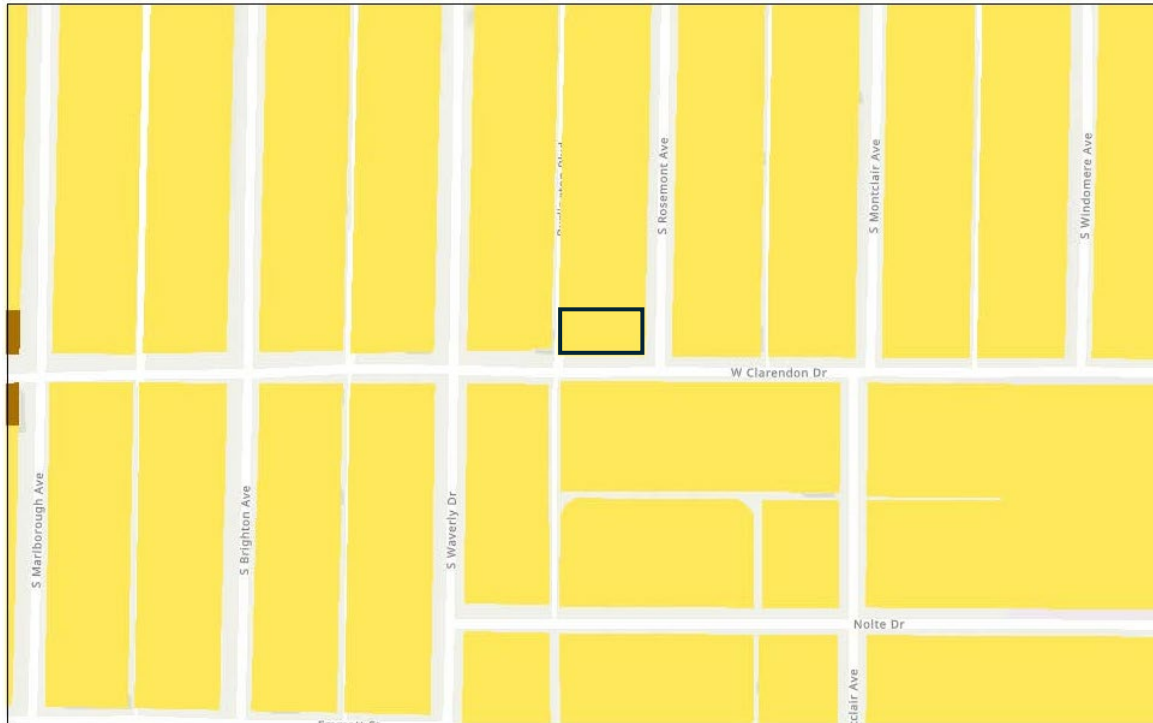 S Rosemont Ave
S Montclair Ave
S Windomere Ave
W Clarendon Dr
S Marlborough Ave
S Brighton Ave
S Waverly Dr
Nolte Dr